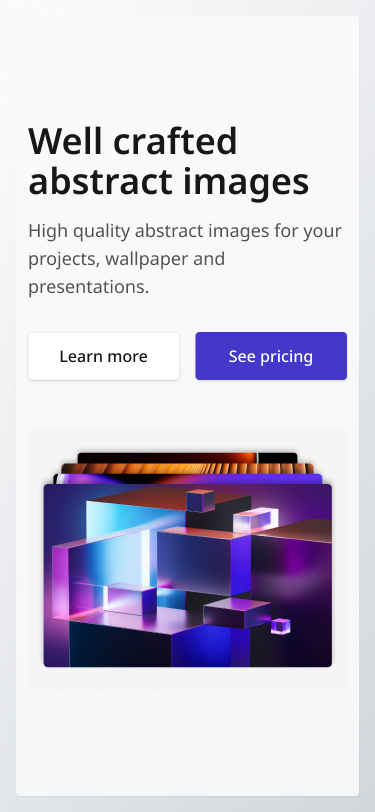 Well crafted
abstract images
High quality abstract images for your
projects, wallpaper and
presentations.
Learn more
See pricing